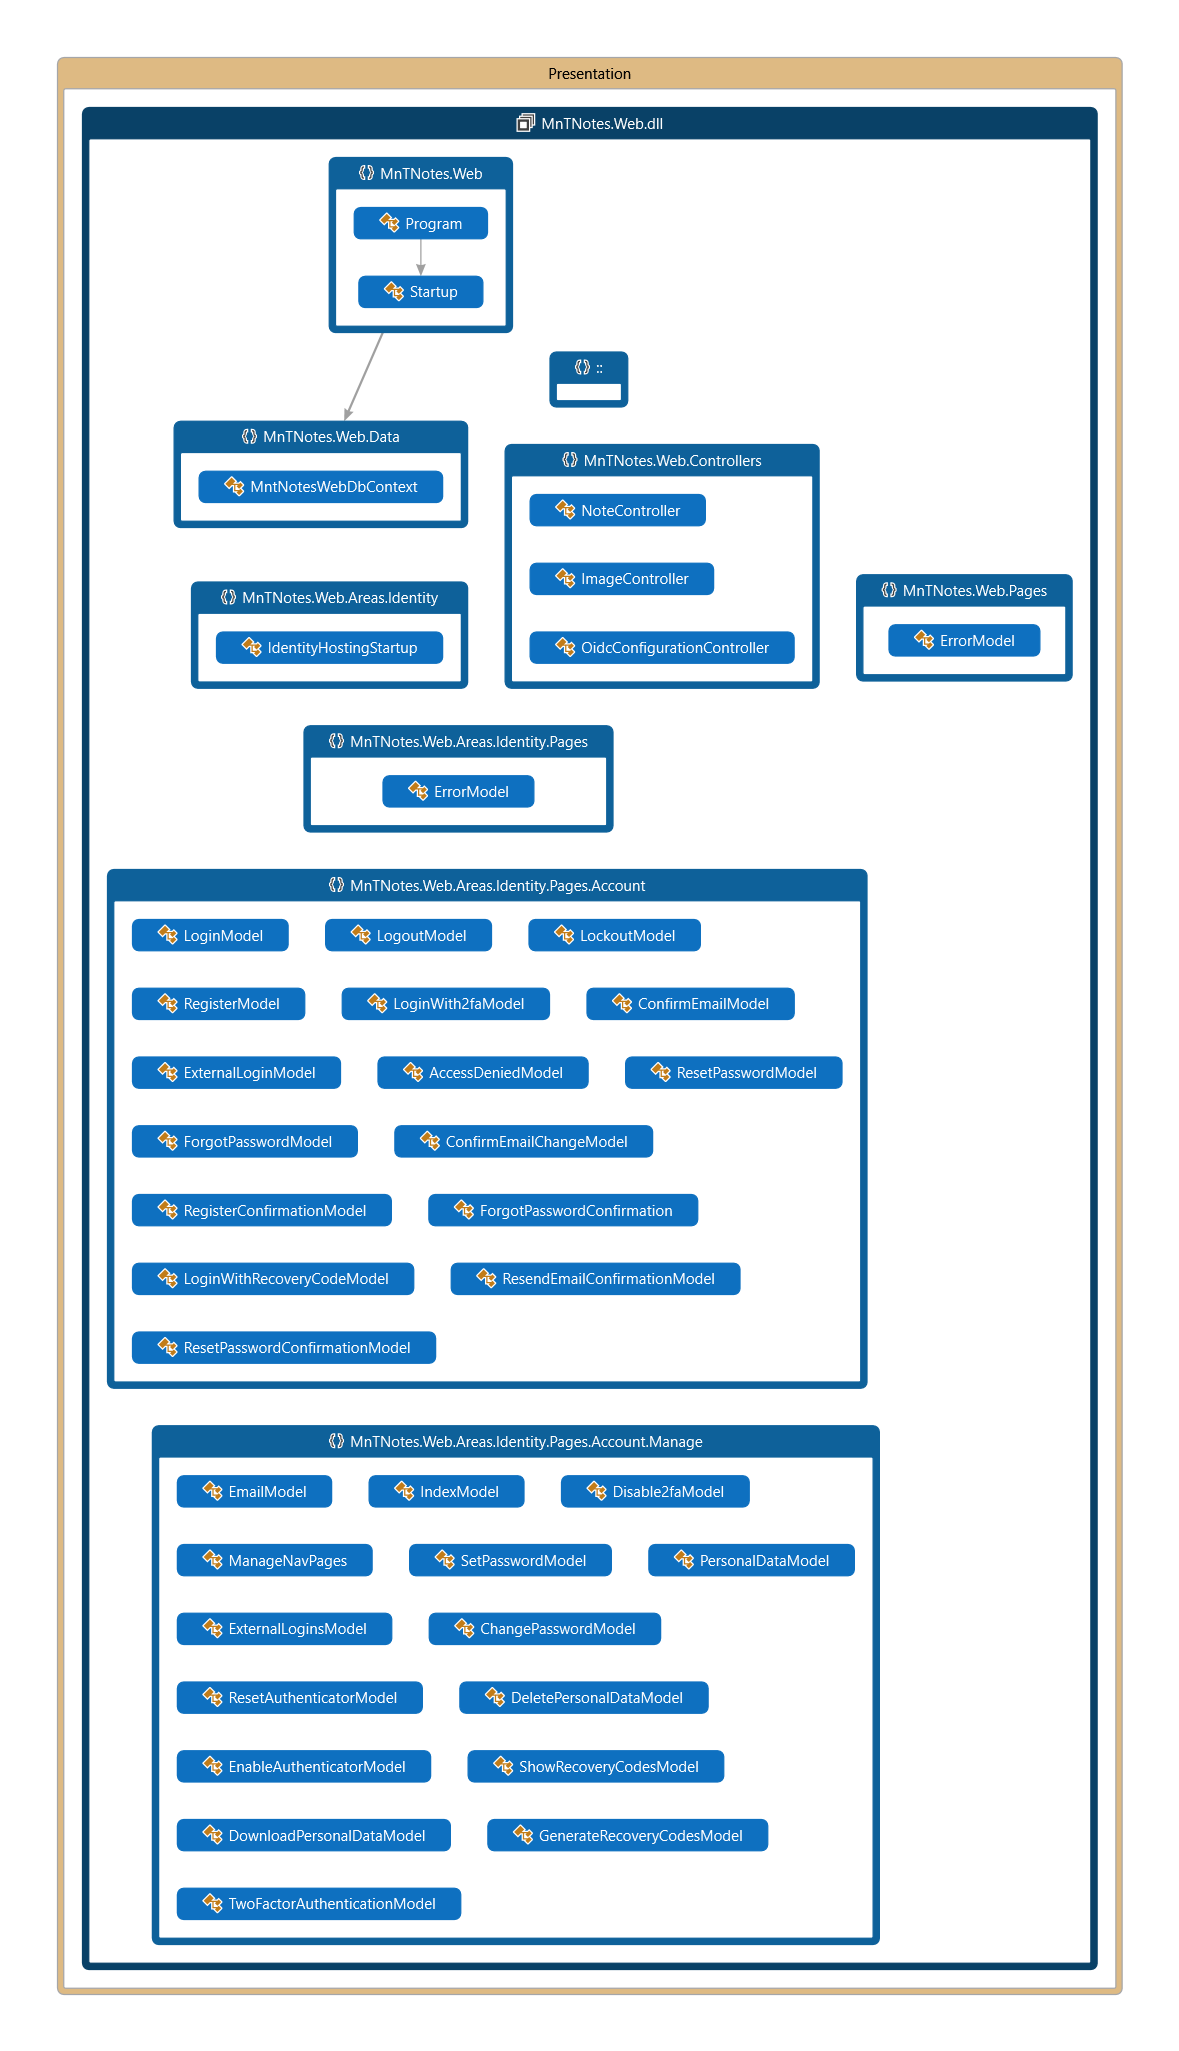 Presentation
MnTNotes.Web.dll
MnTNotes.Web
Program
Startup
::
MnTNotes.Web.Data
MntNotesWebDbContext
MnTNotes.Web.Controllers
NoteController
ImageController
OidcConfigurationController
MnTNotes.Web.Pages
ErrorModel
MnTNotes.Web.Areas.Identity
IdentityHostingStartup
MnTNotes.Web.Areas.Identity.Pages
ErrorModel
MnTNotes.Web.Areas.Identity.Pages.Account
LoginModel LogoutModel LockoutModel
RegisterModel LoginWith2faModel ConfirmEmailModel
ExternalLoginModel AccessDeniedModel ResetPasswordModel
ForgotPasswordModel ConfirmEmailChangeModel
RegisterConfirmationModel ForgotPasswordConfirmation
LoginWithRecoveryCodeModel ResendEmailConfirmationModel
ResetPasswordConfirmationModel
MnTNotes.Web.Areas.Identity.Pages.Account.Manage
EmailModel IndexModel Disable2faModel
ManageNavPages SetPasswordModel PersonalDataModel
ExternalLoginsModel ChangePasswordModel
ResetAuthenticatorModel DeletePersonalDataModel
EnableAuthenticatorModel ShowRecoveryCodesModel
DownloadPersonalDataModel GenerateRecoveryCodesModel
TwoFactorAuthenticationModel